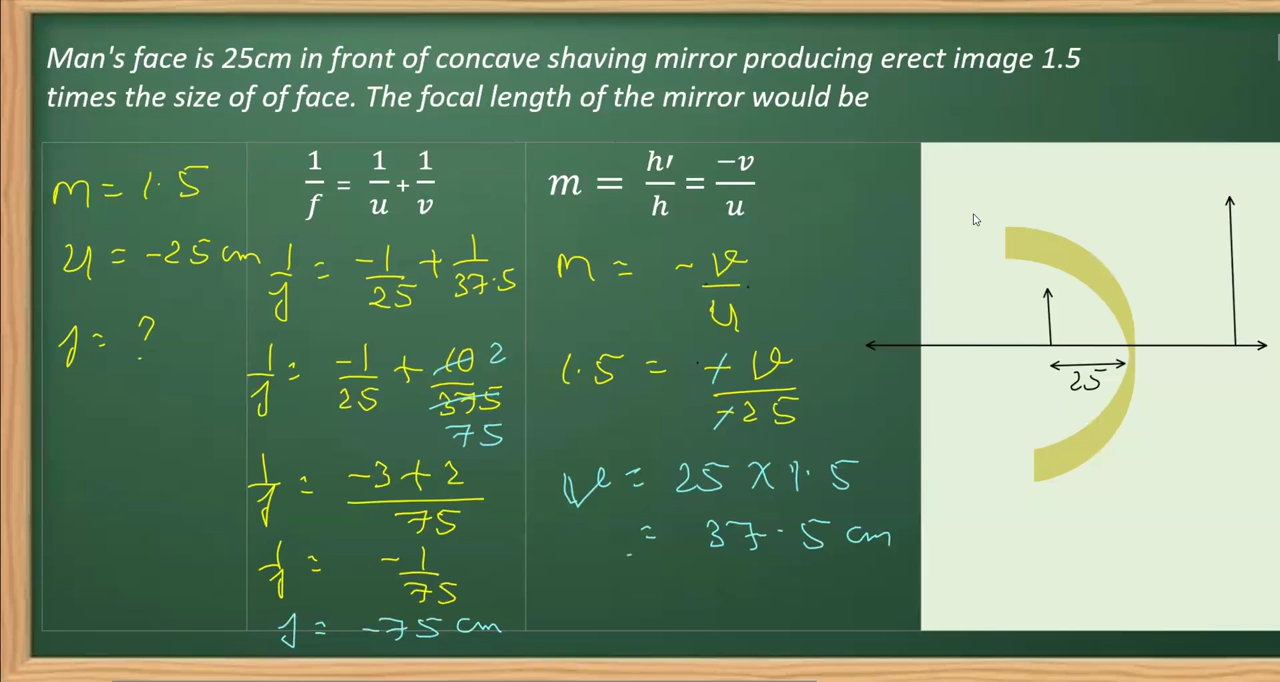 Man's face is 25cm in front of concave shaving mirror producing erect image 1.5
times the size of of face. The focal length of the mirror would be
m = 1.5
u = -25 cm
f = ?
1/f = 1/u + 1/v
1/f = -1/25 + 1/37.5
1/f = -1/25 + 10/375 2/75
1/f = -3+2/75
1/f = -1/75
f = -75 cm
m = h′/h = −v/u
m = -v/u
1.5 = +v/+25
v = 25 × 1.5
= 37.5 cm
25